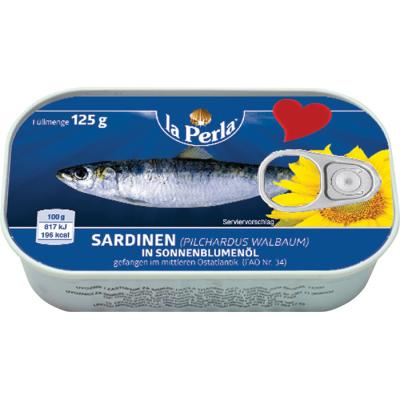 Füllmenge 125 g
la Perla
100 g
817 kJ
196 kcal
Serviervorschlag
SARDINEN (PILCHARDUS WALBAUM)
IN SONNENBLUMENÖL
gefangen im mittleren Ostatlantik (FAO Nr. 34)